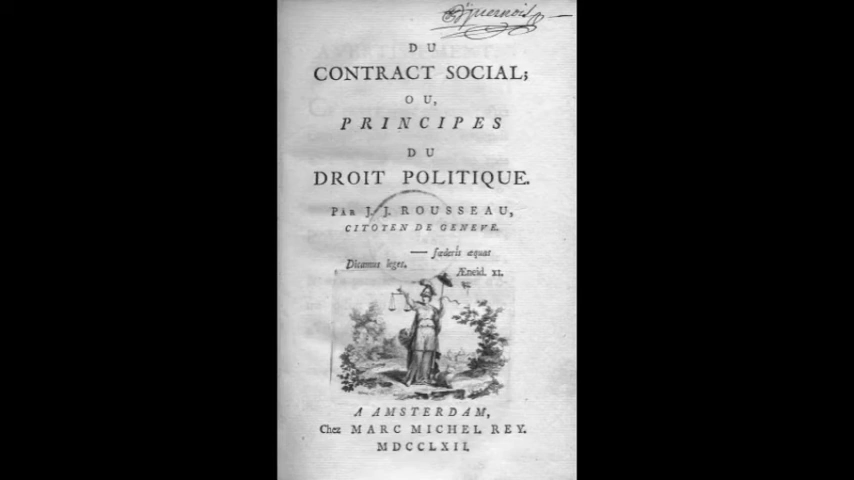 DU
CONTRACT SOCIAL;
OU,
PRINCIPES
DU
DROIT POLITIQUE.
PAR J. J. ROUSSEAU,
CITOYEN DE GENEVE.
— fœderis æquas
Dicamus leges.
Æneid. XI.
A AMSTERDAM,
Chez MARC MICHEL REY.
MDCCLXII.